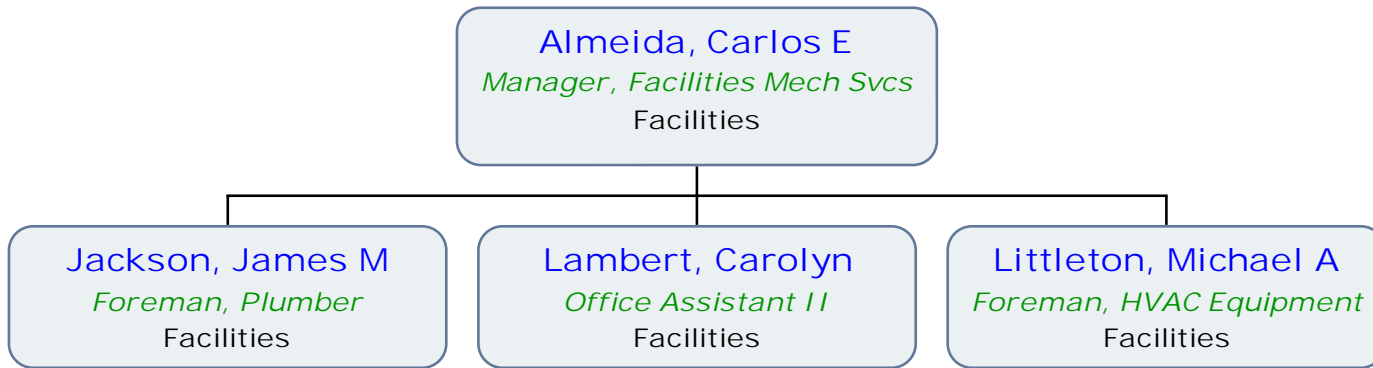 Almeida, Carlos E
Manager, Facilities Mech Svcs
Facilities
Jackson, James M
Foreman, Plumber
Facilities
Lambert, Carolyn
Office Assistant II
Facilities
Littleton, Michael A
Foreman, HVAC Equipment
Facilities